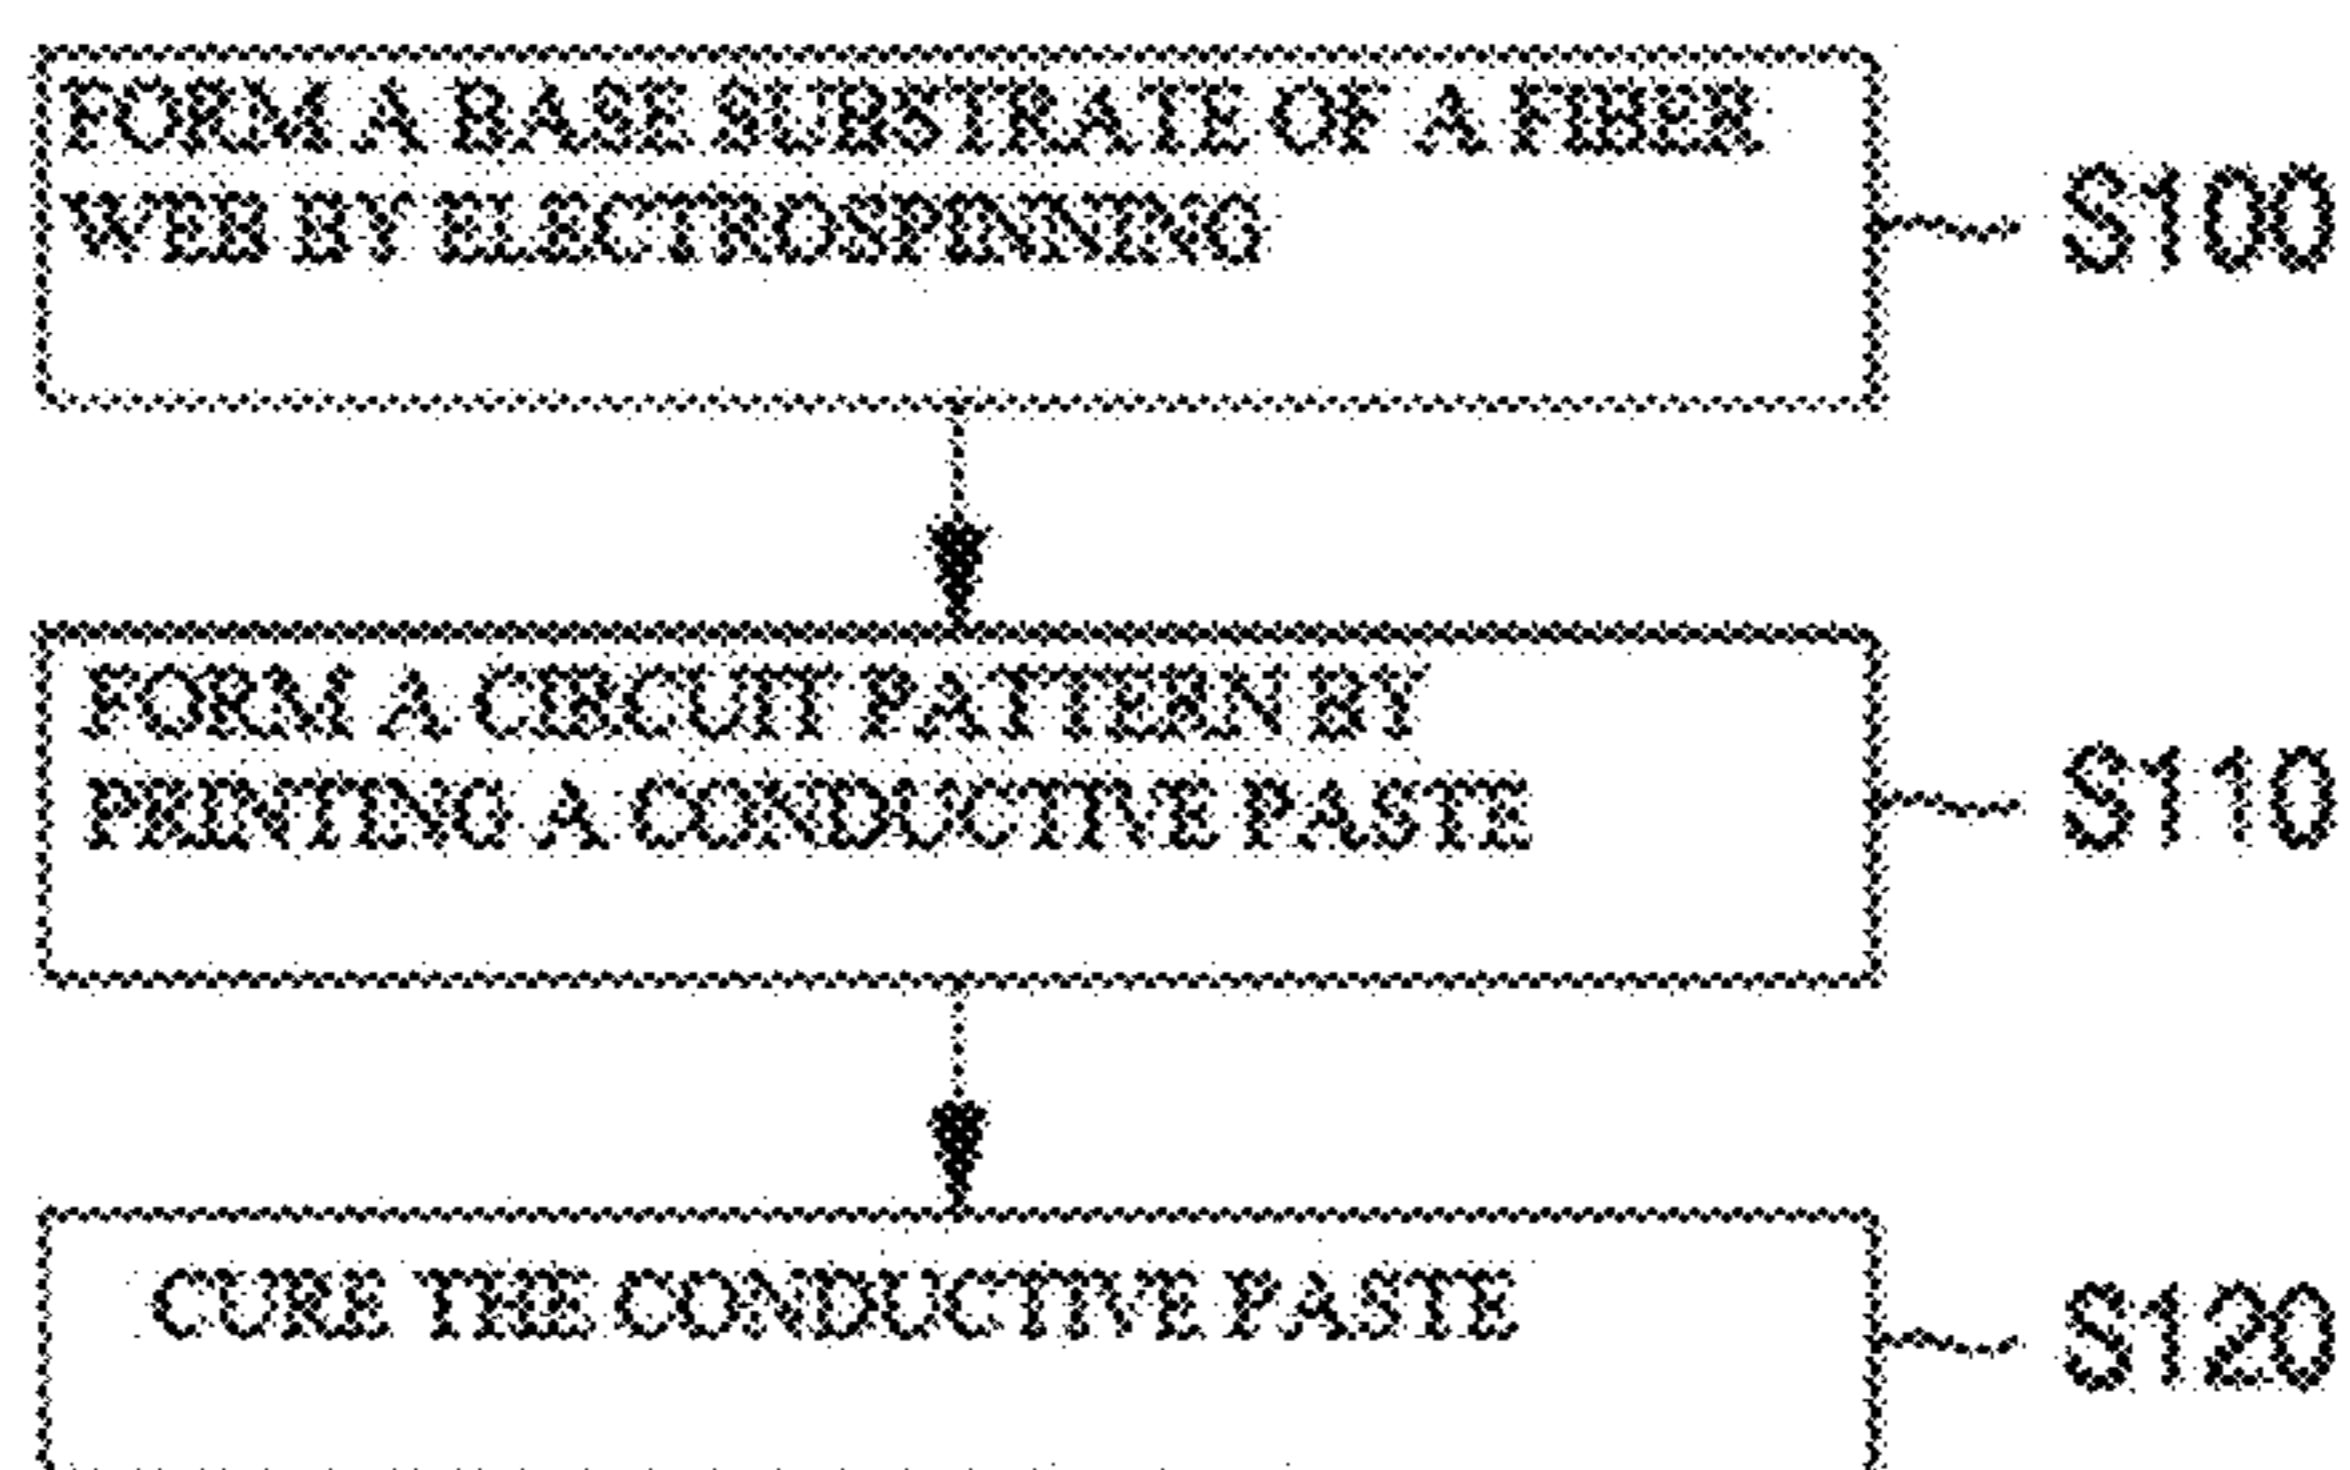 FORM A BASE SUBSTRATE OF A FIBER
WEB BY ELECTROSPINNING
S100
FORM A CIRCUIT PATTERN BY
PRINTING A CONDUCTIVE PASTE
S110
CURE THE CONDUCTIVE PASTE
S120